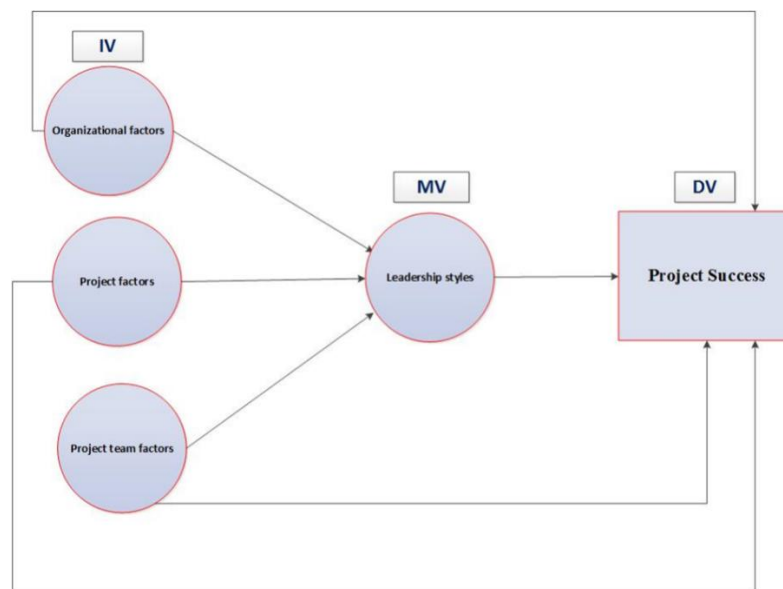 IV
Organizational factors
MV
DV
Project factors
Leadership styles
Project Success
Project team factors